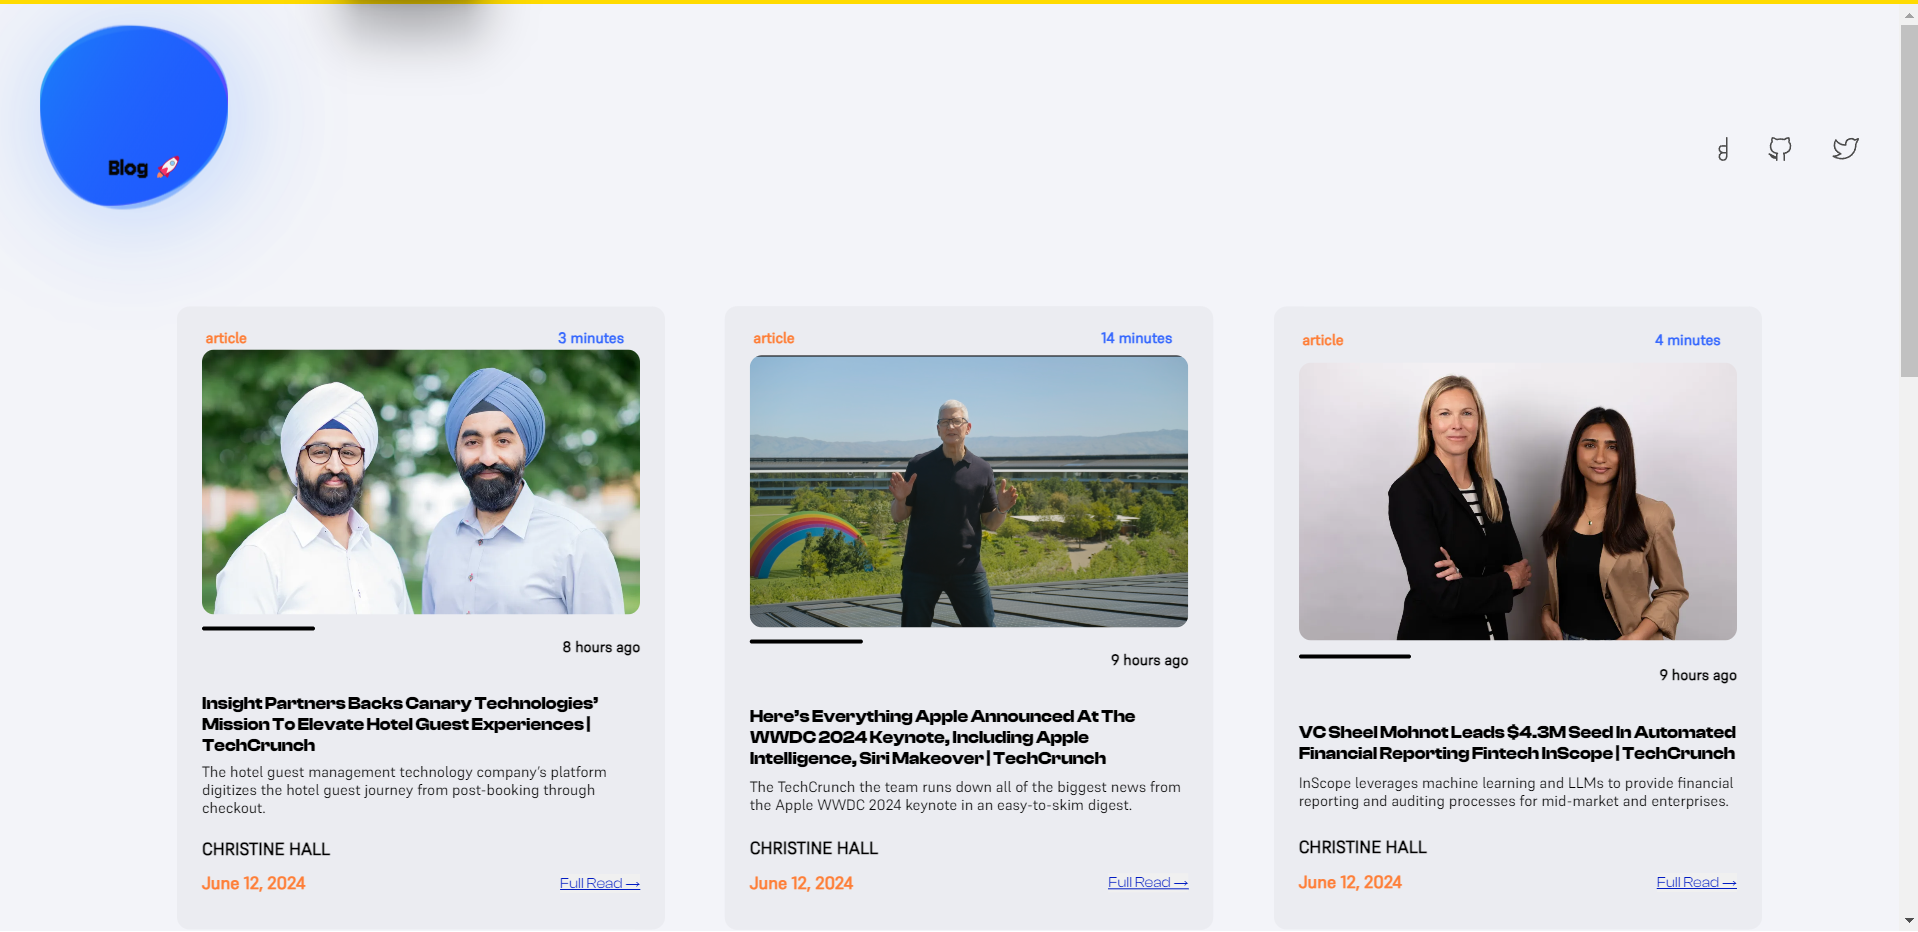 Blog 🚀
article
3 minutes
8 hours ago
Insight Partners Backs Canary Technologies’
Mission To Elevate Hotel Guest Experiences |
TechCrunch
The hotel guest management technology company’s platform
digitizes the hotel guest journey from post-booking through
checkout.
CHRISTINE HALL
June 12, 2024
Full Read →
article
14 minutes
9 hours ago
Here’s Everything Apple Announced At The
WWDC 2024 Keynote, Including Apple
Intelligence, Siri Makeover | TechCrunch
The TechCrunch the team runs down all of the biggest news from
the Apple WWDC 2024 keynote in an easy-to-skim digest.
CHRISTINE HALL
June 12, 2024
Full Read →
article
4 minutes
9 hours ago
VC Sheel Mohnot Leads $4.3M Seed In Automated
Financial Reporting Fintech InScope | TechCrunch
InScope leverages machine learning and LLMs to provide financial
reporting and auditing processes for mid-market and enterprises.
CHRISTINE HALL
June 12, 2024
Full Read →